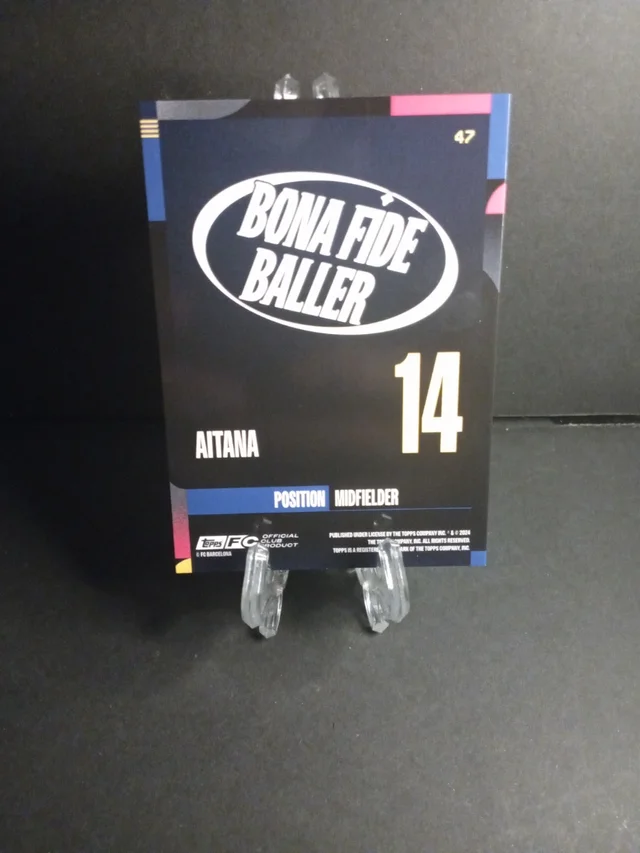 47
BONA FIDE
BALLER
14
AITANA
POSITION MIDFIELDER
TOPPS FC OFFICIAL
CLUB
PRODUCT
© FC BARCELONA
PUBLISHED UNDER LICENSE BY THE TOPPS COMPANY INC. ® & © 2024
THE COMPANY, INC. ALL RIGHTS RESERVED.
TOPPS IS A REGISTERED OF THE TOPPS COMPANY, INC.